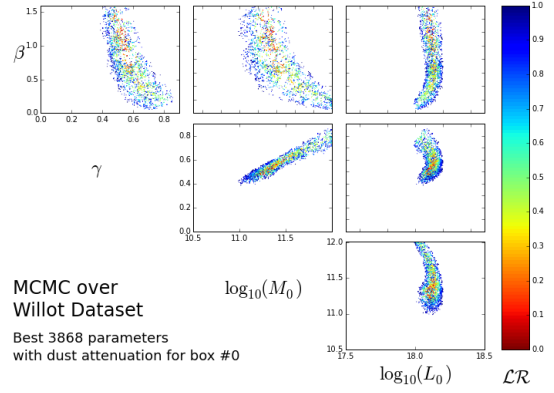 β
1.5
1.0
0.5
0.0
0.0 0.2 0.4 0.6 0.8
γ
0.8
0.6
0.4
0.2
0.0
10.5 11.0 11.5
log₁₀(M₀)
12.0
11.5
11.0
10.5
17.5 18.0 18.5
log₁₀(L₀)
1.0
0.9
0.8
0.7
0.6
0.5
0.4
0.3
0.2
0.1
0.0
ℒℛ
MCMC over
Willot Dataset
Best 3868 parameters
with dust attenuation for box #0